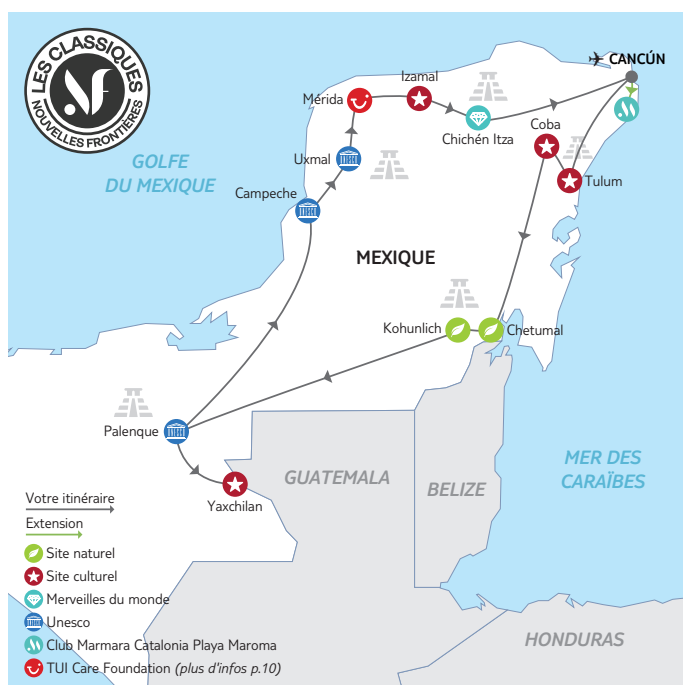 LES CLASSIQUES
NOUVELLES FRONTIÈRES
CANCÚN
Izamal
Mérida
Coba
Chichén Itza
GOLFE
DU MEXIQUE
Uxmal
Tulum
Campeche
MEXIQUE
Kohunlich
Chetumal
Palenque
GUATEMALA
BELIZE
MER DES
CARAÏBES
Yaxchilan
Votre itinéraire
Extension
Site naturel
Site culturel
Merveilles du monde
Unesco
Club Marmara Catalonia Playa Maroma
TUI Care Foundation (plus d'infos p.10)
HONDURAS